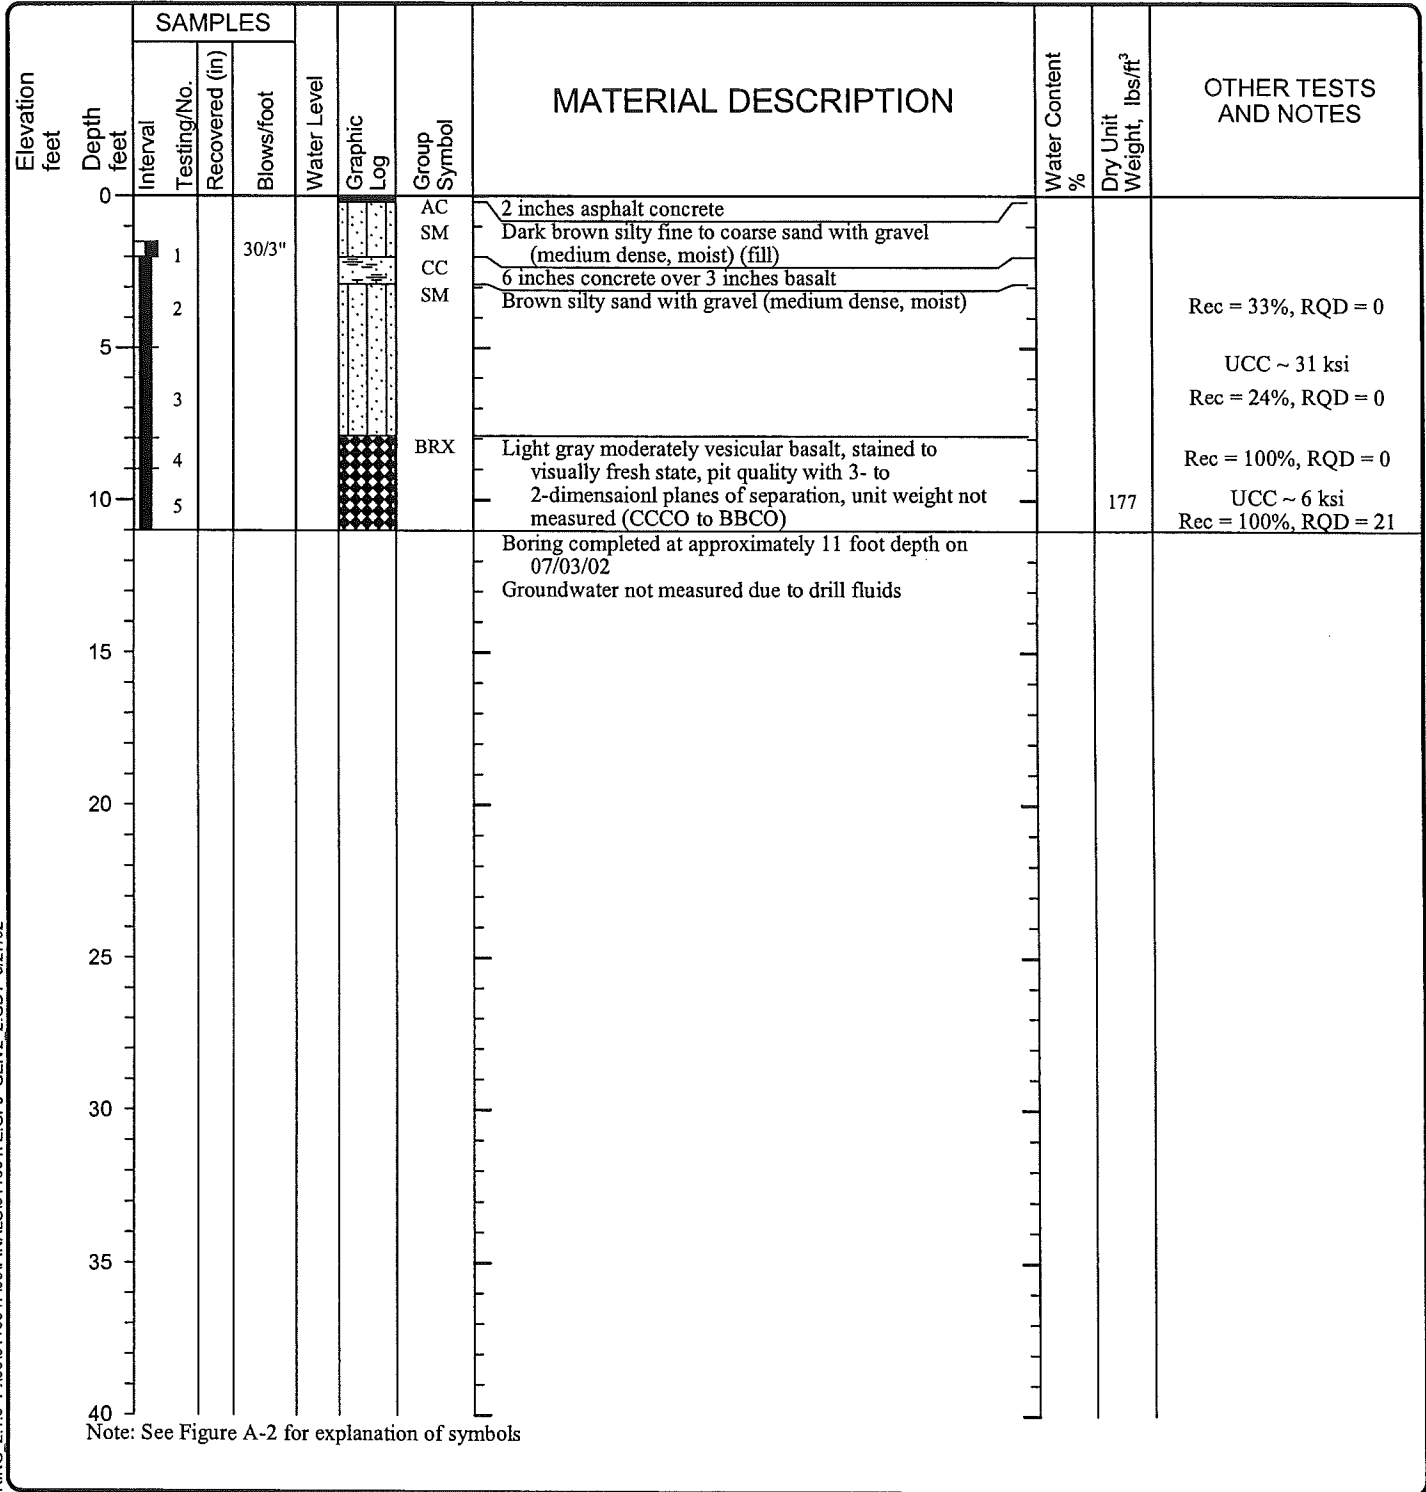 SAMPLES
Elevation
feet
Depth
feet
Interval
Testing/No.
Recovered (in)
Blows/foot
Water Level
Graphic
Log
Group
Symbol
MATERIAL DESCRIPTION
Water Content
%
Dry Unit
Weight, lbs/ft³
OTHER TESTS
AND NOTES
0
AC
2 inches asphalt concrete
SM
Dark brown silty fine to coarse sand with gravel
(medium dense, moist) (fill)
1
30/3"
CC
6 inches concrete over 3 inches basalt
SM
Brown silty sand with gravel (medium dense, moist)
2
Rec = 33%, RQD = 0
5
UCC ~ 31 ksi
3
Rec = 24%, RQD = 0
BRX
Light gray moderately vesicular basalt, stained to
visually fresh state, pit quality with 3- to
2-dimensaionl planes of separation, unit weight not
measured (CCCO to BBCO)
4
Rec = 100%, RQD = 0
10
5
177
UCC ~ 6 ksi
Rec = 100%, RQD = 21
Boring completed at approximately 11 foot depth on
07/03/02
Groundwater not measured due to drill fluids
15
20
25
30
35
40
Note: See Figure A-2 for explanation of symbols